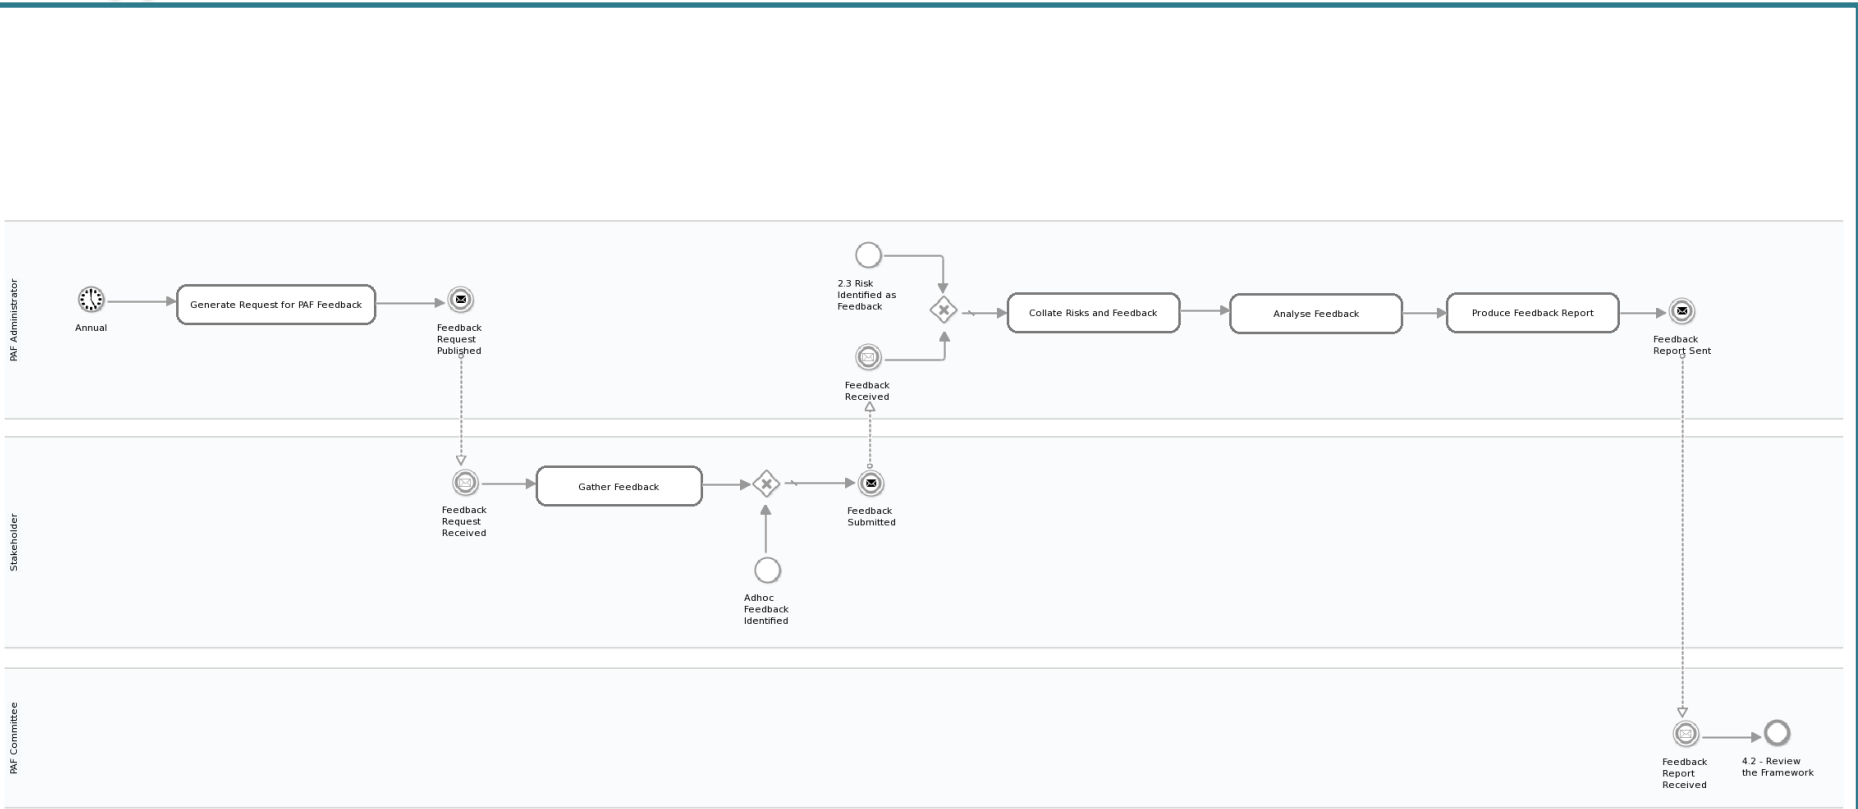 PAF Administrator
Annual
Generate Request for PAF Feedback
Feedback
Request
Published
2.3 Risk
Identified as
Feedback
Feedback
Received
Collate Risks and Feedback
Analyse Feedback
Produce Feedback Report
Feedback
Report Sent
Stakeholder
Feedback
Request
Received
Gather Feedback
Adhoc
Feedback
Identified
Feedback
Submitted
PAF Committee
Feedback
Report
Received
4.2 - Review
the Framework